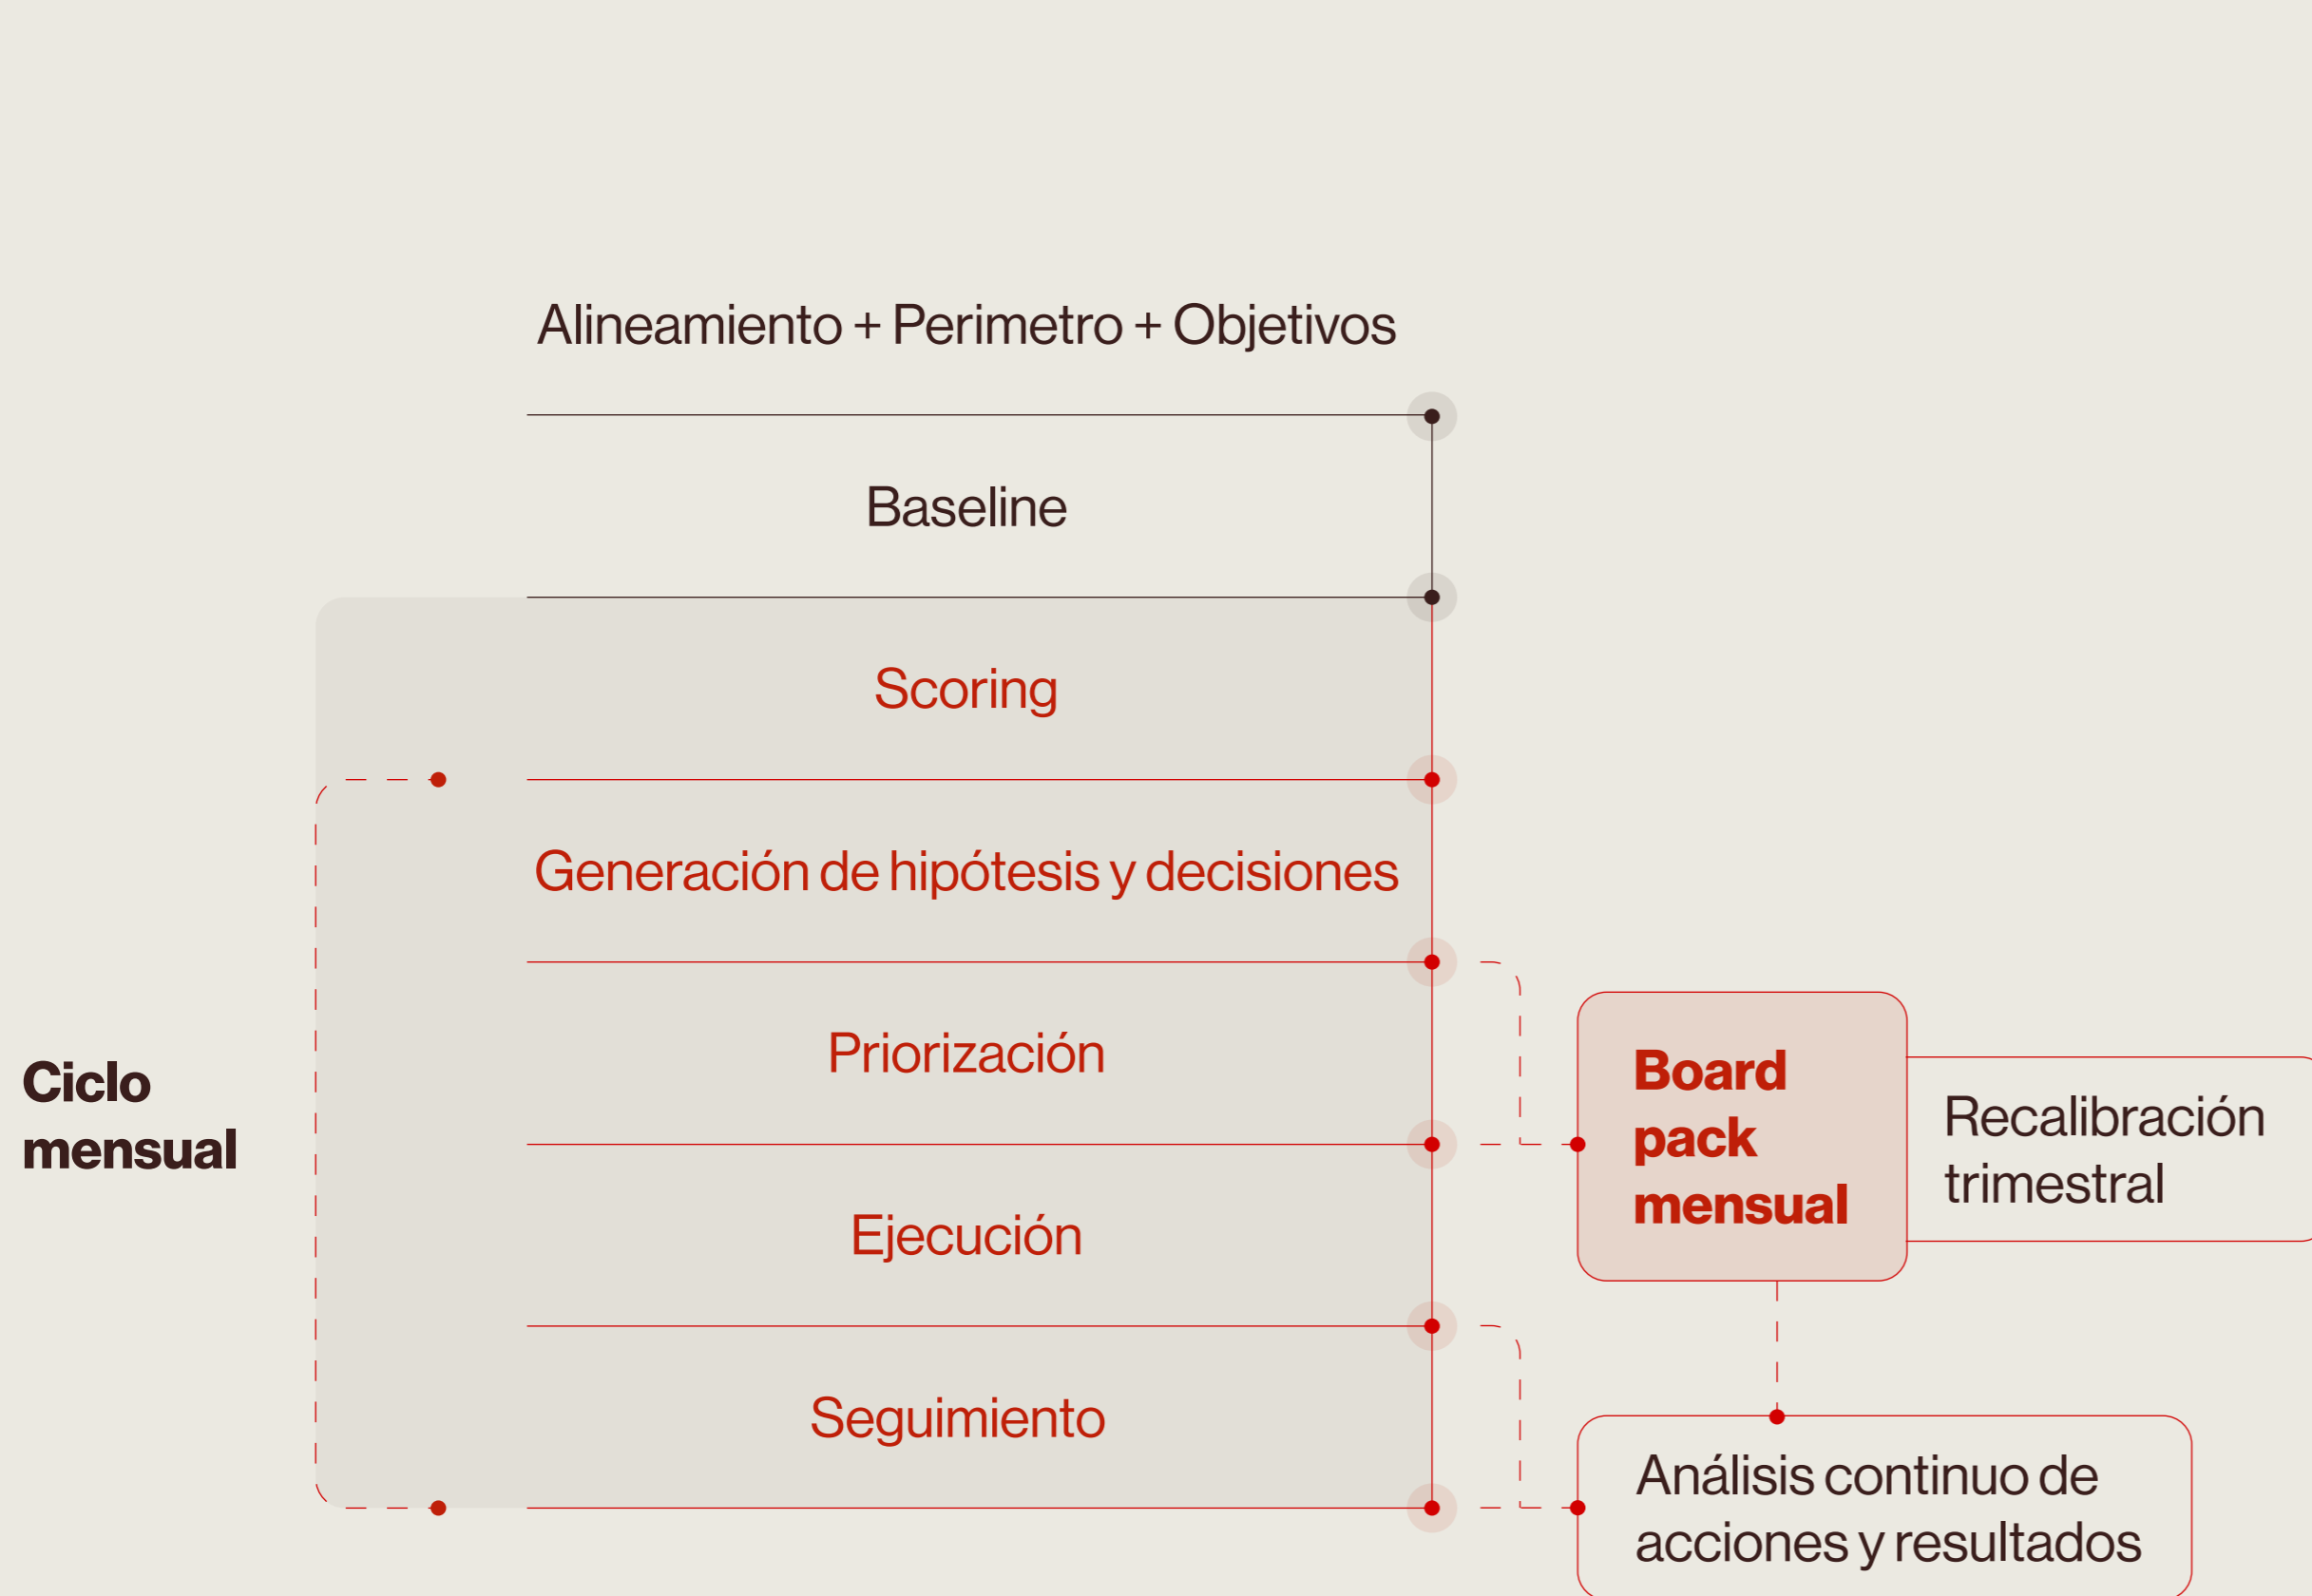 Alineamiento + Perimetro + Objetivos
Baseline
Scoring
Generación de hipótesis y decisiones
Priorización
Ejecución
Seguimiento
Ciclo
mensual
Board
pack
mensual
Recalibración
trimestral
Análisis continuo de
acciones y resultados